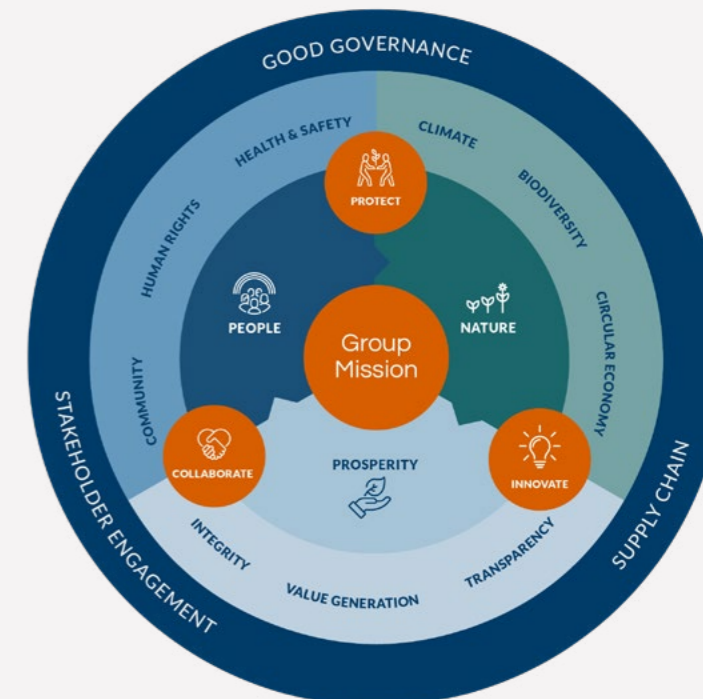 GOOD GOVERNANCE
HEALTH & SAFETY
CLIMATE
PROTECT
HUMAN RIGHTS
BIODIVERSITY
PEOPLE
NATURE
Group
Mission
COMMUNITY
CIRCULAR ECONOMY
COLLABORATE
PROSPERITY
INNOVATE
INTEGRITY
VALUE GENERATION
TRANSPARENCY
STAKEHOLDER ENGAGEMENT
SUPPLY CHAIN